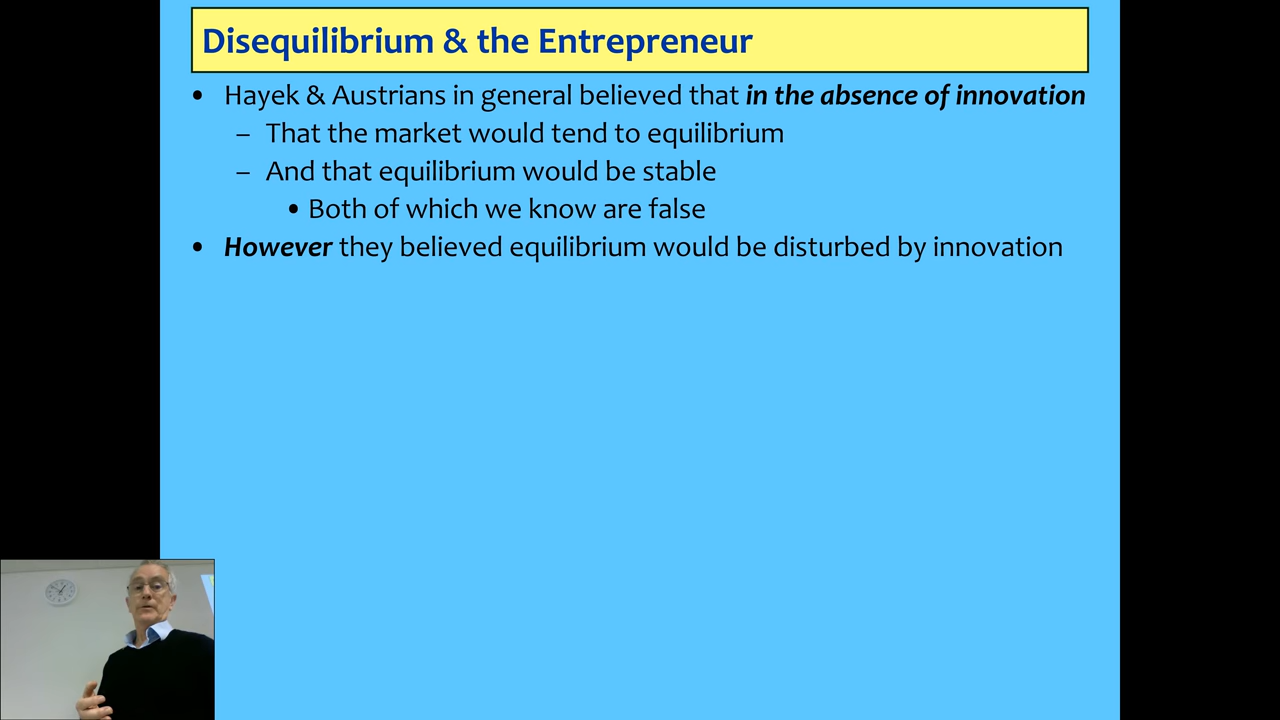 Disequilibrium & the Entrepreneur
• Hayek & Austrians in general believed that in the absence of innovation
– That the market would tend to equilibrium
– And that equilibrium would be stable
• Both of which we know are false
• However they believed equilibrium would be disturbed by innovation